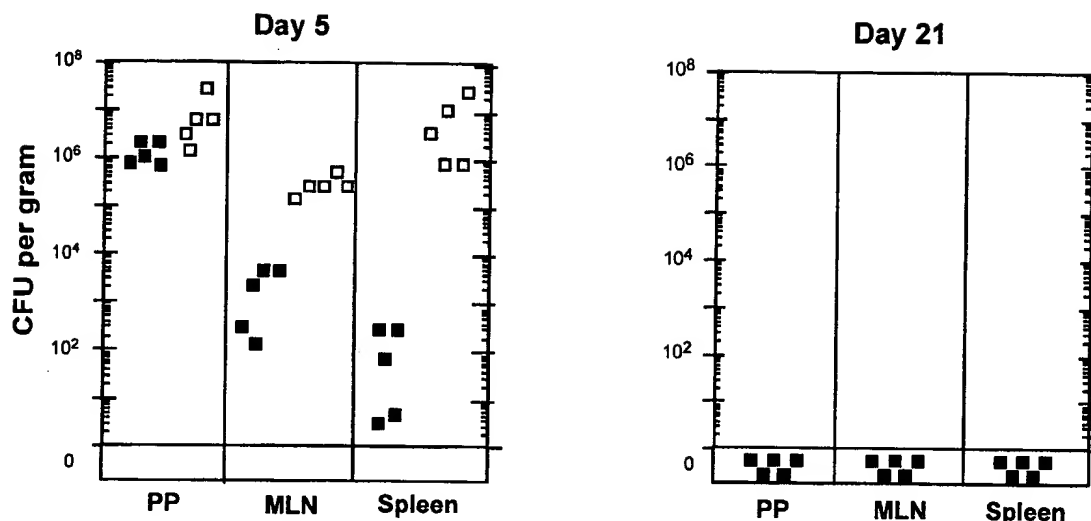 Day 5
CFU per gram
10⁸
10⁶
10⁴
10²
0
PP MLN Spleen
Day 21
10⁸
10⁶
10⁴
10²
0
PP MLN Spleen